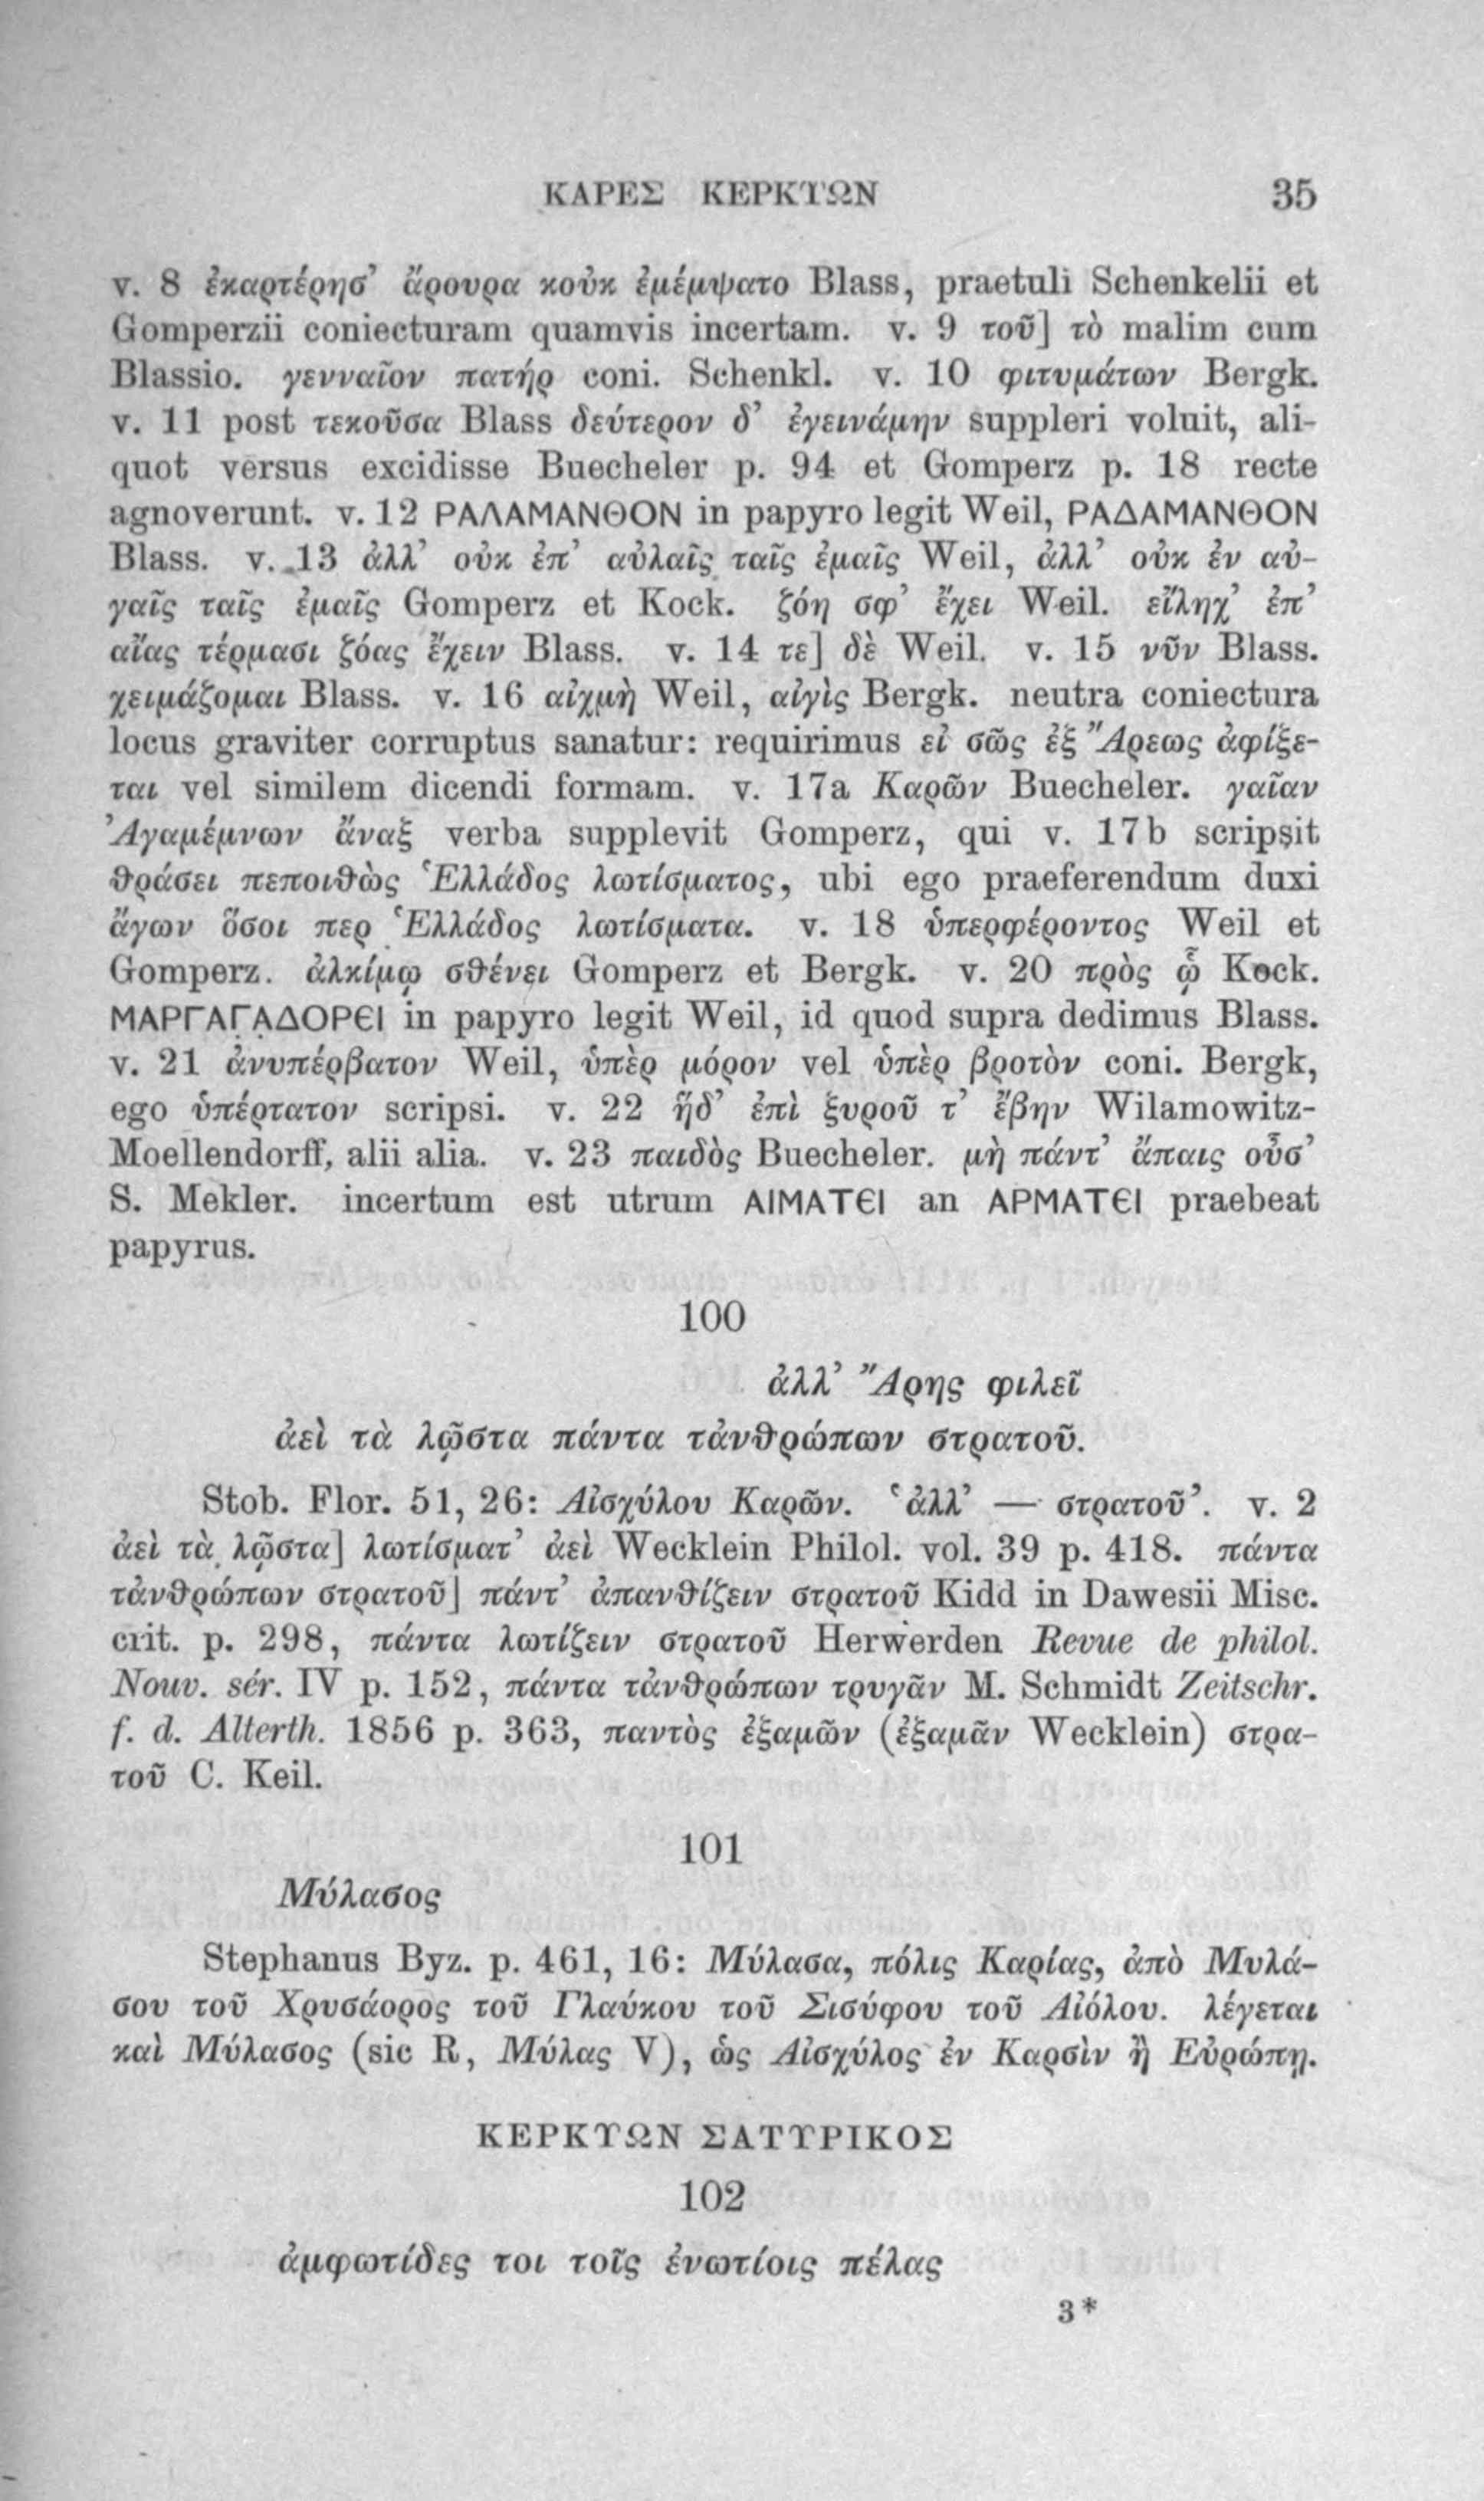 ΚΑΡΕΣ ΚΕΡΚΥΩΝ 35
v. 8 ἐκαρτέρησ’ ἄρουρα κοὐκ ἐμέμψατο Blass, praetuli Schenkelii et
Gomperzii coniecturam quamvis incertam. v. 9 τοῦ] τὸ malim cum
Blassio. γενναῖον πατήρ coni. Schenkl. v. 10 φιτυμάτων Bergk.
v. 11 post τεκοῦσα Blass δεύτερον δ’ ἐγεινάμην suppleri voluit, ali-
quot versus excidisse Buecheler p. 94 et Gomperz p. 18 recte
agnoverunt. v. 12 ΡΑΛΑΜΑΝΘΟΝ in papyro legit Weil, ΡΑΔΑΜΑΝΘΟΝ
Blass. v. 13 ἀλλ’ οὐκ ἐπ’ αὐλαῖς ταῖς ἐμαῖς Weil, ἀλλ’ οὐκ ἐν αὐ-
γαῖς ταῖς ἐμαῖς Gomperz et Kock. ζόη σφ’ ἔχει Weil. εἴληχ’ ἐπ’
αἴας τέρμασι ζόας ἔχειν Blass. v. 14 τε] δὲ Weil. v. 15 νῦν Blass.
χειμάζομαι Blass. v. 16 αἰχμὴ Weil, αἰγὶς Bergk. neutra coniectura
locus graviter corruptus sanatur: requirimus εἰ σῶς ἐξ Ἄρεως ἀφίξε-
ται vel similem dicendi formam. v. 17a Καρῶν Buecheler. γαῖαν
Ἀγαμέμνων ἄναξ verba supplevit Gomperz, qui v. 17b scripsit
θράσει πεποιθὼς Ἑλλάδος λωτίσματος, ubi ego praeferendum duxi
ἄγων ὅσοι περ Ἑλλάδος λωτίσματα. v. 18 ὑπερφέροντος Weil et
Gomperz. ἀλκίμῳ σθένει Gomperz et Bergk. v. 20 πρὸς ᾧ Kock.
ΜΑΡΓΑΓΑΔΟΡЄΙ in papyro legit Weil, id quod supra dedimus Blass.
v. 21 ἀνυπέρβατον Weil, ὑπὲρ μόρον vel ὑπὲρ βροτὸν coni. Bergk,
ego ὑπέρτατον scripsi. v. 22 ἥδ’ ἐπὶ ξυροῦ τ’ ἔβην Wilamowitz-
Moellendorff, alii alia. v. 23 παιδὸς Buecheler. μὴ πάντ’ ἄπαις οὖσ’
S. Mekler. incertum est utrum ΑΙΜΑΤЄΙ an ΑΡΜΑΤЄΙ praebeat
papyrus.
100
ἀλλ’ Ἄρης φιλεῖ
ἀεὶ τὰ λῷστα πάντα τἀνθρώπων στρατοῦ.
Stob. Flor. 51, 26: Αἰσχύλου Καρῶν. ‘ἀλλ’ — στρατοῦ’. v. 2
ἀεὶ τὰ λῷστα] λωτίσματ’ ἀεὶ Wecklein Philol. vol. 39 p. 418. πάντα
τἀνθρώπων στρατοῦ] πάντ’ ἀπανθίζειν στρατοῦ Kidd in Dawesii Misc.
crit. p. 298, πάντα λωτίζειν στρατοῦ Herwerden Revue de philol.
Nouv. sér. IV p. 152, πάντα τἀνθρώπων τρυγᾶν M. Schmidt Zeitschr.
f. d. Alterth. 1856 p. 363, παντὸς ἐξαμῶν (ἐξαμᾶν Wecklein) στρα-
τοῦ C. Keil.
101
Μύλασος
Stephanus Byz. p. 461, 16: Μύλασα, πόλις Καρίας, ἀπὸ Μυλά-
σου τοῦ Χρυσάορος τοῦ Γλαύκου τοῦ Σισύφου τοῦ Αἰόλου. λέγεται
καὶ Μύλασος (sic R, Μύλας V), ὡς Αἰσχύλος ἐν Καρσὶν ἢ Εὐρώπῃ.
ΚΕΡΚΥΩΝ ΣΑΤΥΡΙΚΟΣ
102
ἀμφωτίδες τοι τοῖς ἐνωτίοις πέλας
3*